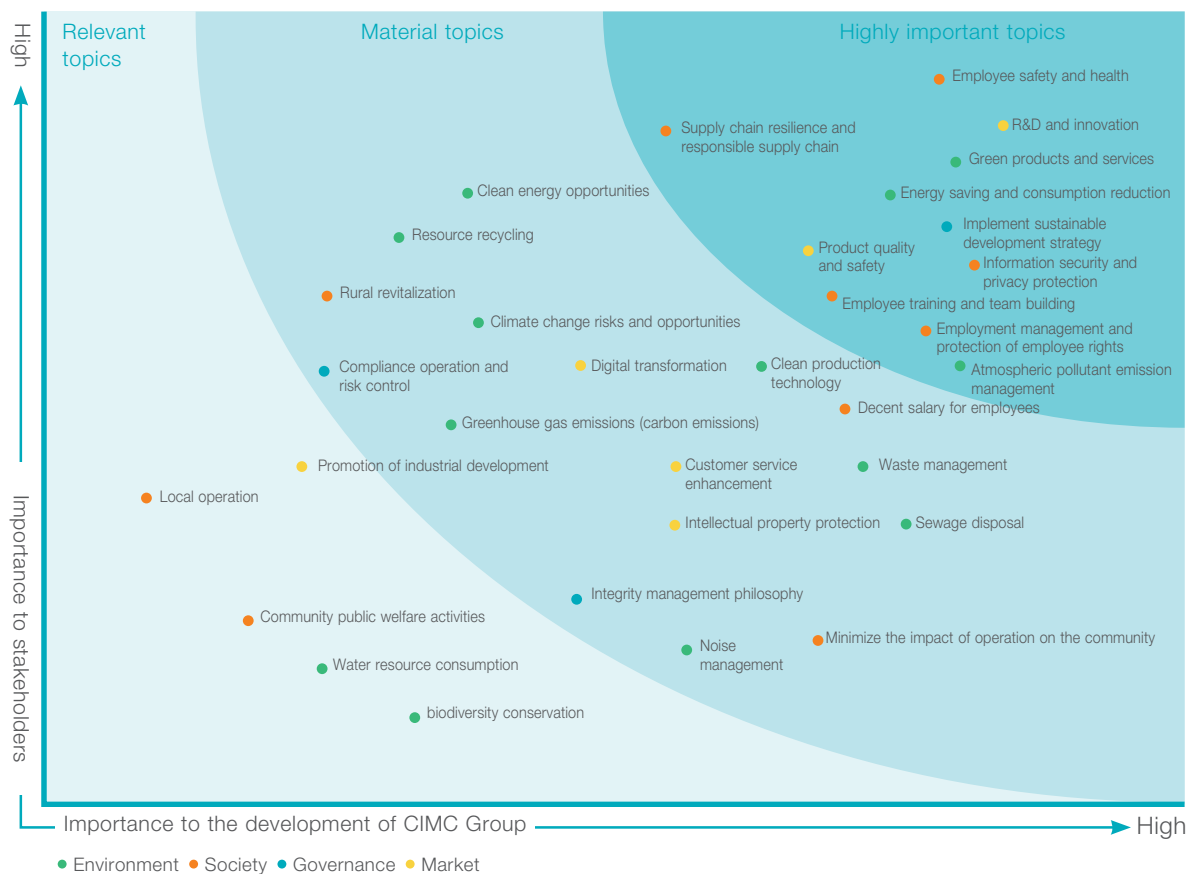 High
Importance to stakeholders
Relevant
topics
Material topics
Highly important topics
Employee safety and health
Supply chain resilience and
responsible supply chain
R&D and innovation
Green products and services
Clean energy opportunities
Energy saving and consumption reduction
Resource recycling
Implement sustainable
development strategy
Product quality
and safety
Information security and
privacy protection
Rural revitalization
Employee training and team building
Climate change risks and opportunities
Employment management and
protection of employee rights
Compliance operation and
risk control
Digital transformation
Clean production
technology
Atmospheric pollutant emission
management
Decent salary for employees
Greenhouse gas emissions (carbon emissions)
Promotion of industrial development
Customer service
enhancement
Waste management
Local operation
Intellectual property protection
Sewage disposal
Integrity management philosophy
Community public welfare activities
Minimize the impact of operation on the community
Noise
management
Water resource consumption
biodiversity conservation
Importance to the development of CIMC Group
High
Environment
Society
Governance
Market